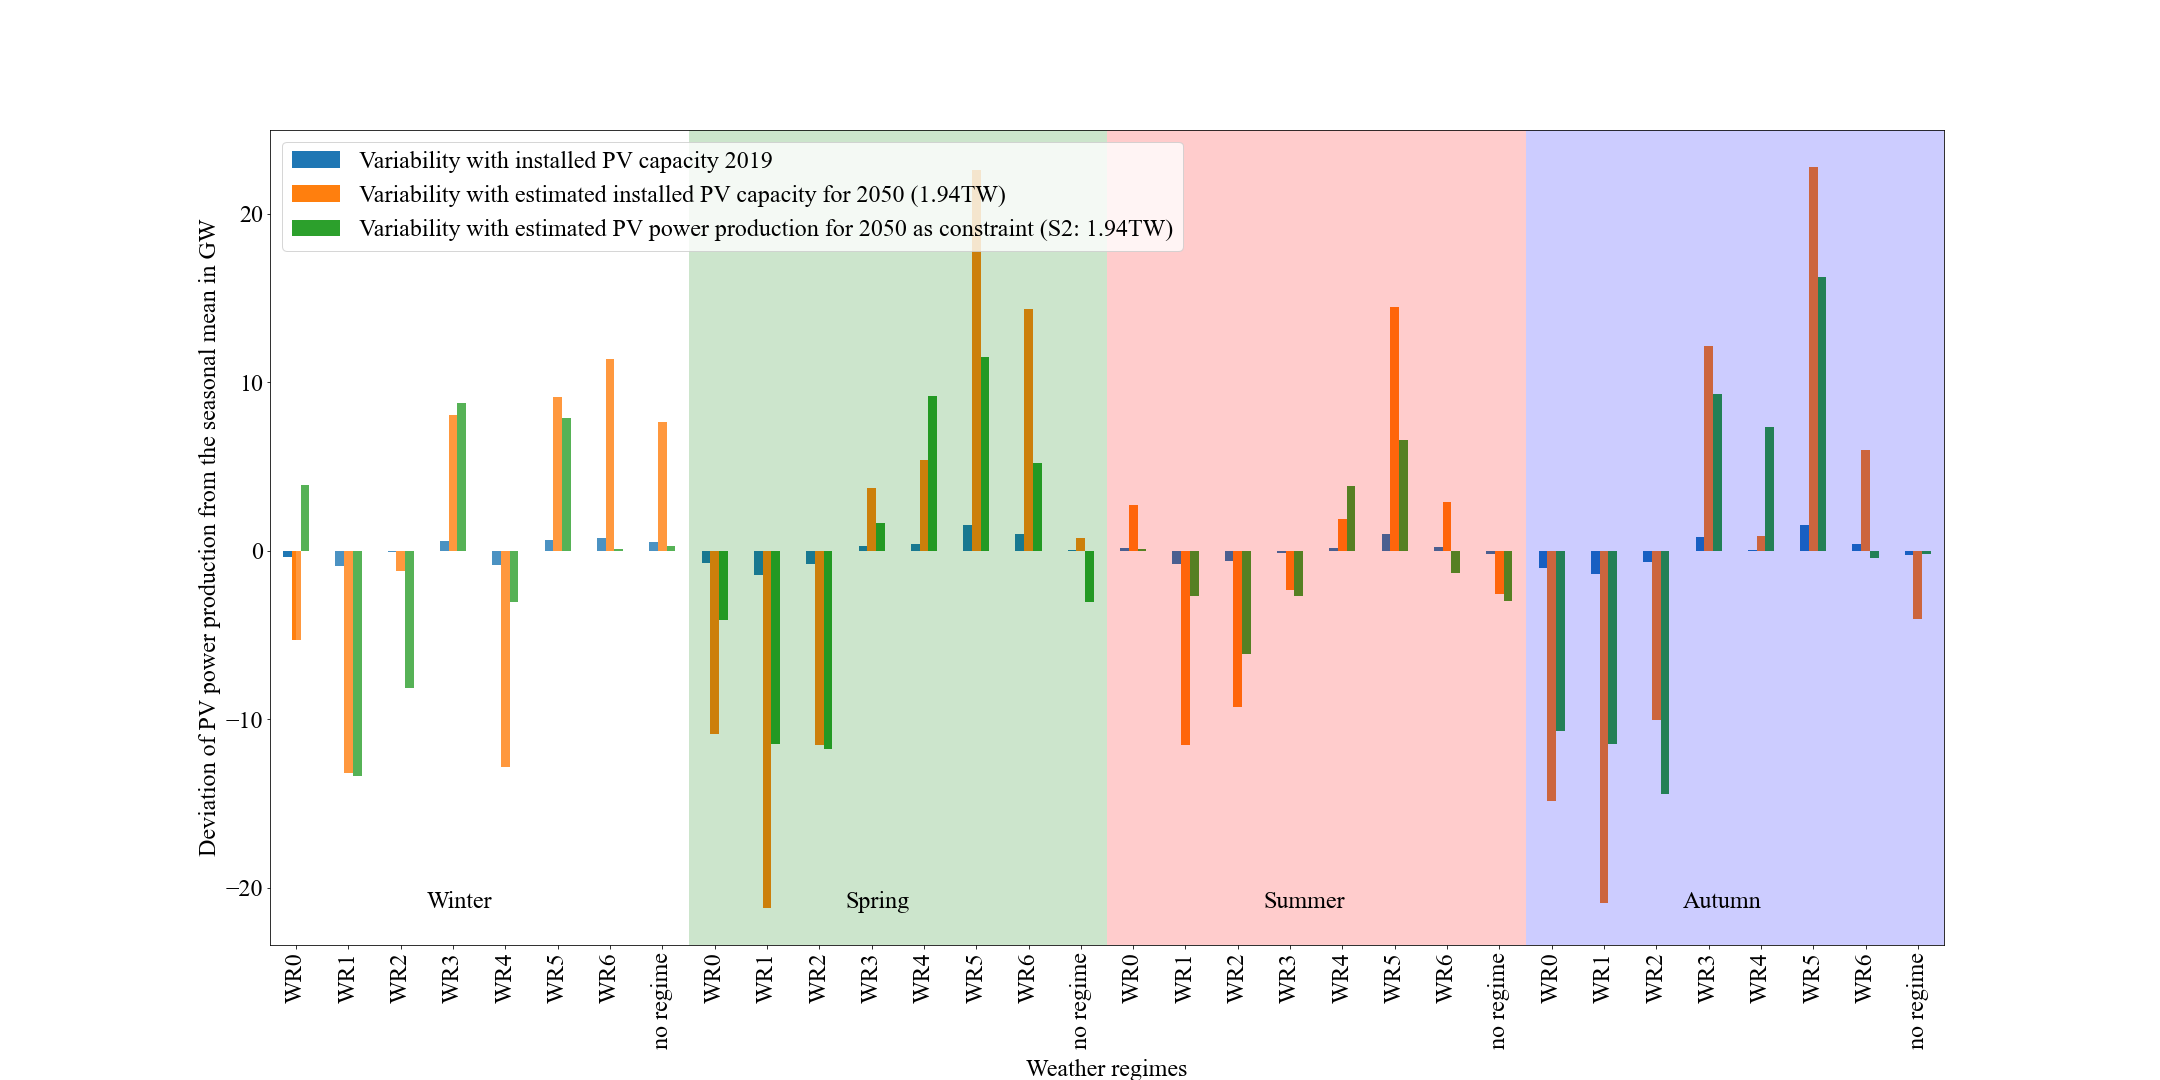 Variability with installed PV capacity 2019
Variability with estimated installed PV capacity for 2050 (1.94TW)
Variability with estimated PV power production for 2050 as constraint (S2: 1.94TW)
Deviation of PV power production from the seasonal mean in GW
20
10
0
−10
−20
Winter
Spring
Summer
Autumn
WR0
WR1
WR2
WR3
WR4
WR5
WR6
no regime
WR0
WR1
WR2
WR3
WR4
WR5
WR6
no regime
WR0
WR1
WR2
WR3
WR4
WR5
WR6
no regime
WR0
WR1
WR2
WR3
WR4
WR5
WR6
no regime
Weather regimes